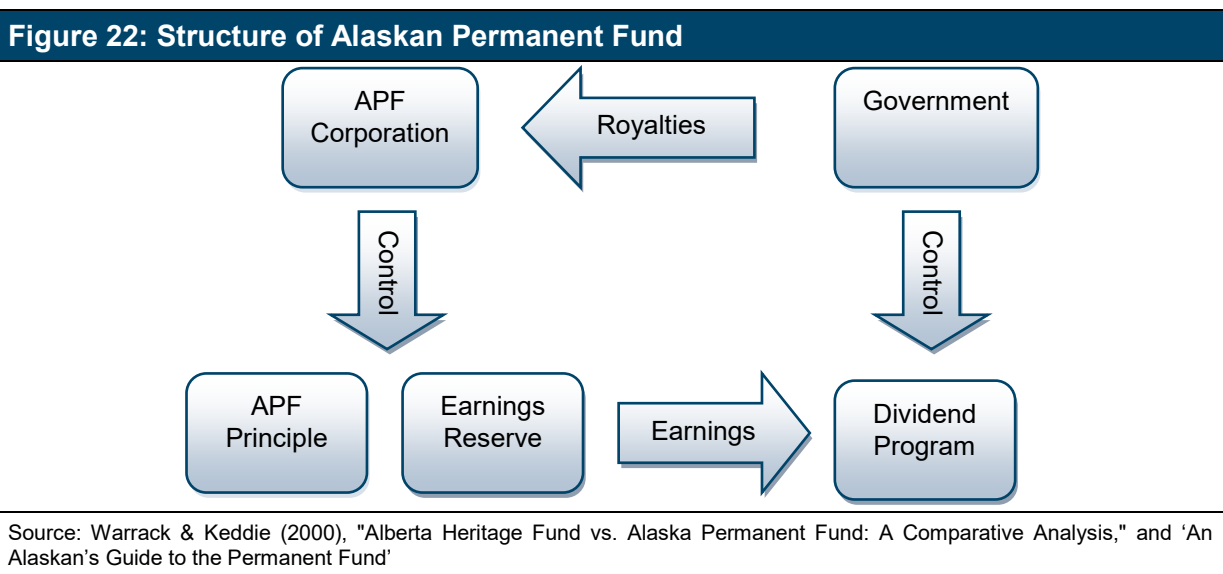 Figure 22: Structure of Alaskan Permanent Fund
APF
Corporation
Royalties
Government
Control
Control
APF
Principle
Earnings
Reserve
Earnings
Dividend
Program
Source: Warrack & Keddie (2000), "Alberta Heritage Fund vs. Alaska Permanent Fund: A Comparative Analysis," and ‘An
Alaskan’s Guide to the Permanent Fund’